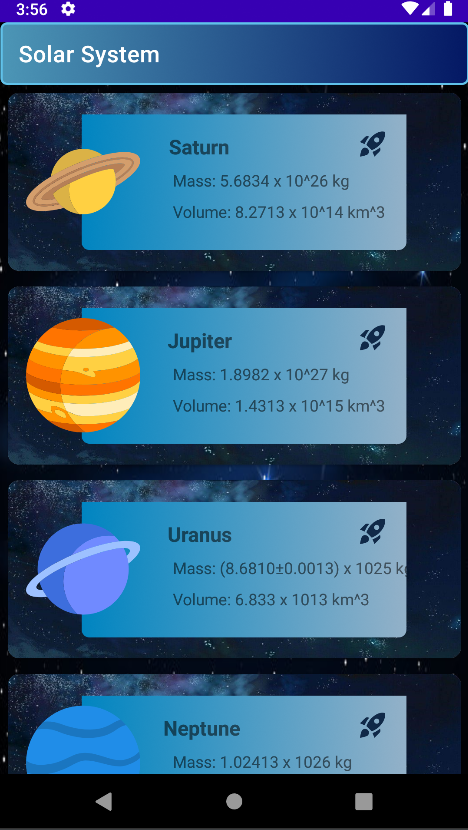 3:56
Solar System
Saturn
Mass: 5.6834 x 10^26 kg
Volume: 8.2713 x 10^14 km^3
Jupiter
Mass: 1.8982 x 10^27 kg
Volume: 1.4313 x 10^15 km^3
Uranus
Mass: (8.6810±0.0013) x 1025 kg
Volume: 6.833 x 1013 km^3
Neptune
Mass: 1.02413 x 1026 kg